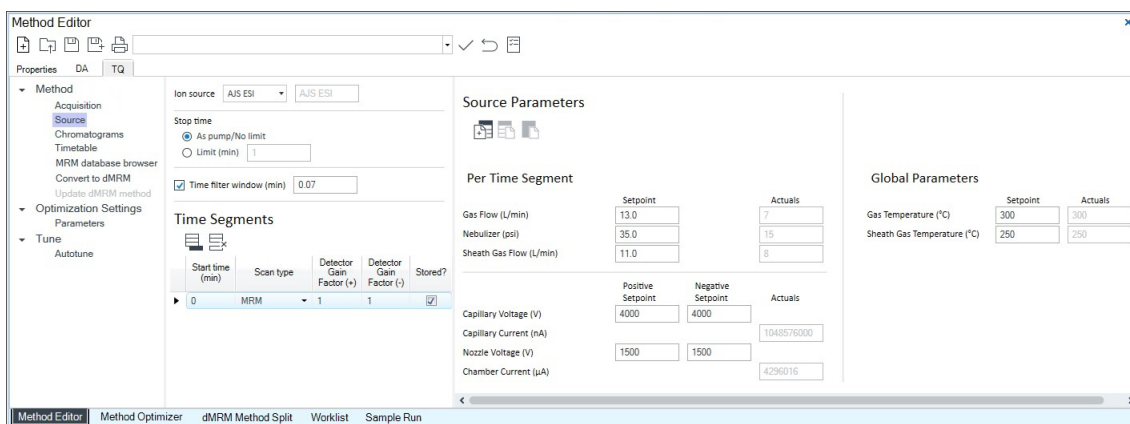 Method Editor
Properties DA TQ
Method
Acquisition
Source
Chromatograms
Timetable
MRM database browser
Convert to dMRM
Update dMRM method
Optimization Settings
Parameters
Tune
Autotune
Ion source AJS ESI AJS ESI
Stop time
As pump/No limit
Limit (min) 1
Time filter window (min) 0.07
Time Segments
Start time (min) Scan type Detector Gain Factor (+) Detector Gain Factor (-) Stored?
0 MRM 1 1
Source Parameters
Per Time Segment
Setpoint Actuals
Gas Flow (L/min) 13.0 7
Nebulizer (psi) 35.0 15
Sheath Gas Flow (L/min) 11.0 8
Positive Setpoint Negative Setpoint Actuals
Capillary Voltage (V) 4000 4000
Capillary Current (nA) 1048576000
Nozzle Voltage (V) 1500 1500
Chamber Current (µA) 4296016
Global Parameters
Setpoint Actuals
Gas Temperature (°C) 300 300
Sheath Gas Temperature (°C) 250 250
Method Editor Method Optimizer dMRM Method Split Worklist Sample Run